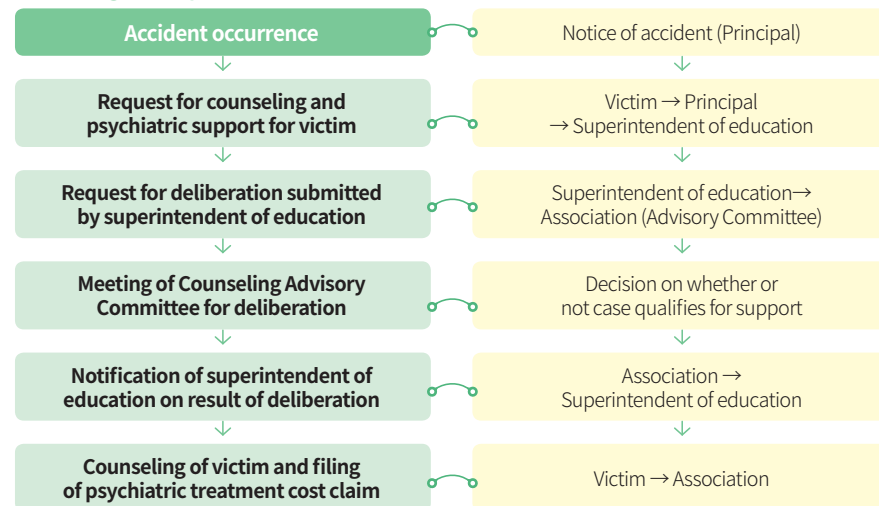 Accident occurrence
Notice of accident (Principal)
Request for counseling and
psychiatric support for victim
Victim → Principal
→ Superintendent of education
Request for deliberation submitted
by superintendent of education
Superintendent of education→
Association (Advisory Committee)
Meeting of Counseling Advisory
Committee for deliberation
Decision on whether or
not case qualifies for support
Notification of superintendent of
education on result of deliberation
Association →
Superintendent of education
Counseling of victim and filing
of psychiatric treatment cost claim
Victim → Association